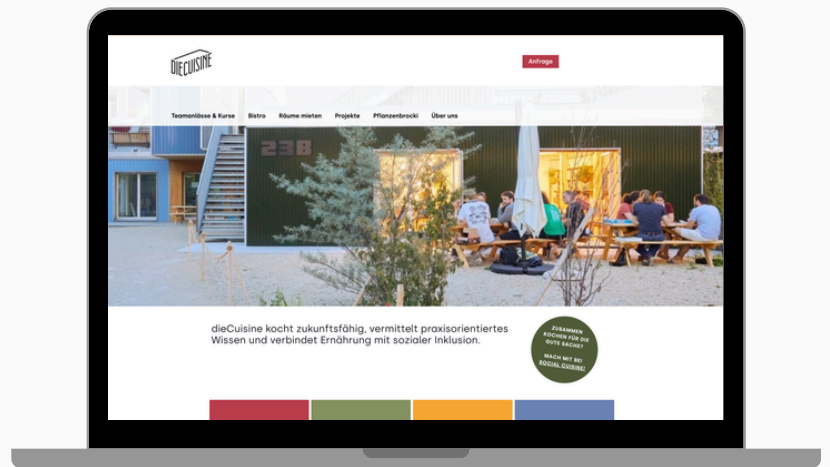 DIECUISINE
Anfrage
Teamanlässe & Kurse Bistro Räume mieten Projekte Pflanzenbrocki Über uns
23B
dieCuisine kocht zukunftsfähig, vermittelt praxisorientiertes
Wissen und verbindet Ernährung mit sozialer Inklusion.
ZUSAMMEN
KOCHEN FÜR DIE
GUTE SACHE?
MACH MIT BEI
SOCIAL CUISINE!